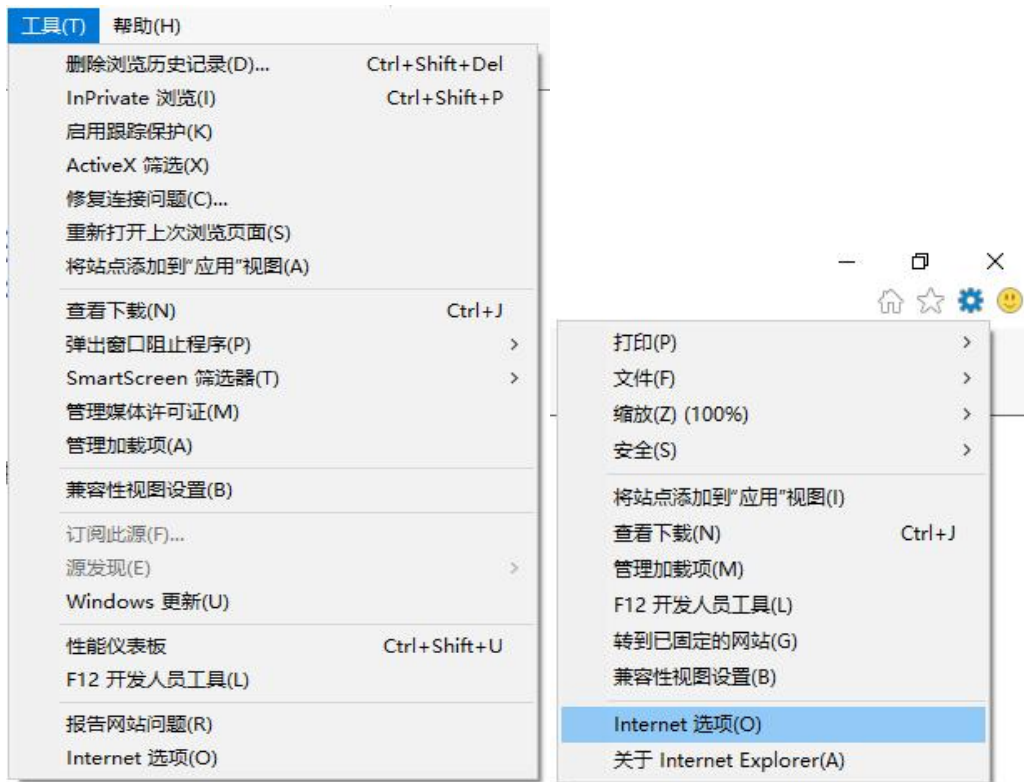 工具(T) 帮助(H)
删除浏览历史记录(D)... Ctrl+Shift+Del
InPrivate 浏览(I) Ctrl+Shift+P
启用跟踪保护(K)
ActiveX 筛选(X)
修复连接问题(C)...
重新打开上次浏览页面(S)
将站点添加到“应用”视图(A)
查看下载(N) Ctrl+J
弹出窗口阻止程序(P)
SmartScreen 筛选器(T)
管理媒体许可证(M)
管理加载项(A)
兼容性视图设置(B)
订阅此源(F)...
源发现(E)
Windows 更新(U)
性能仪表板 Ctrl+Shift+U
F12 开发人员工具(L)
报告网站问题(R)
Internet 选项(O)
打印(P)
文件(F)
缩放(Z) (100%)
安全(S)
将站点添加到“应用”视图(I)
查看下载(N) Ctrl+J
管理加载项(M)
F12 开发人员工具(L)
转到已固定的网站(G)
兼容性视图设置(B)
Internet 选项(O)
关于 Internet Explorer(A)